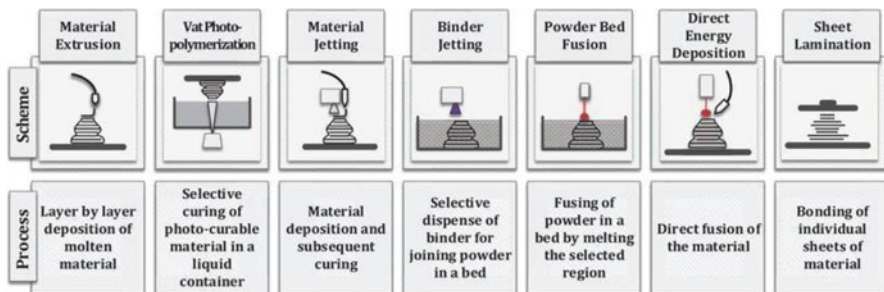 Material
Extrusion
Vat Photo-
polymerization
Material
Jetting
Binder
Jetting
Powder Bed
Fusion
Direct
Energy
Deposition
Sheet
Lamination
Scheme
Process
Layer by layer
deposition of
molten
material
Selective
curing of
photo-curable
material in a
liquid
container
Material
deposition and
subsequent
curing
Selective
dispense of
binder for
joining powder
in a bed
Fusing of
powder in a
bed by melting
the selected
region
Direct fusion
of the material
Bonding of
individual
sheets of
material